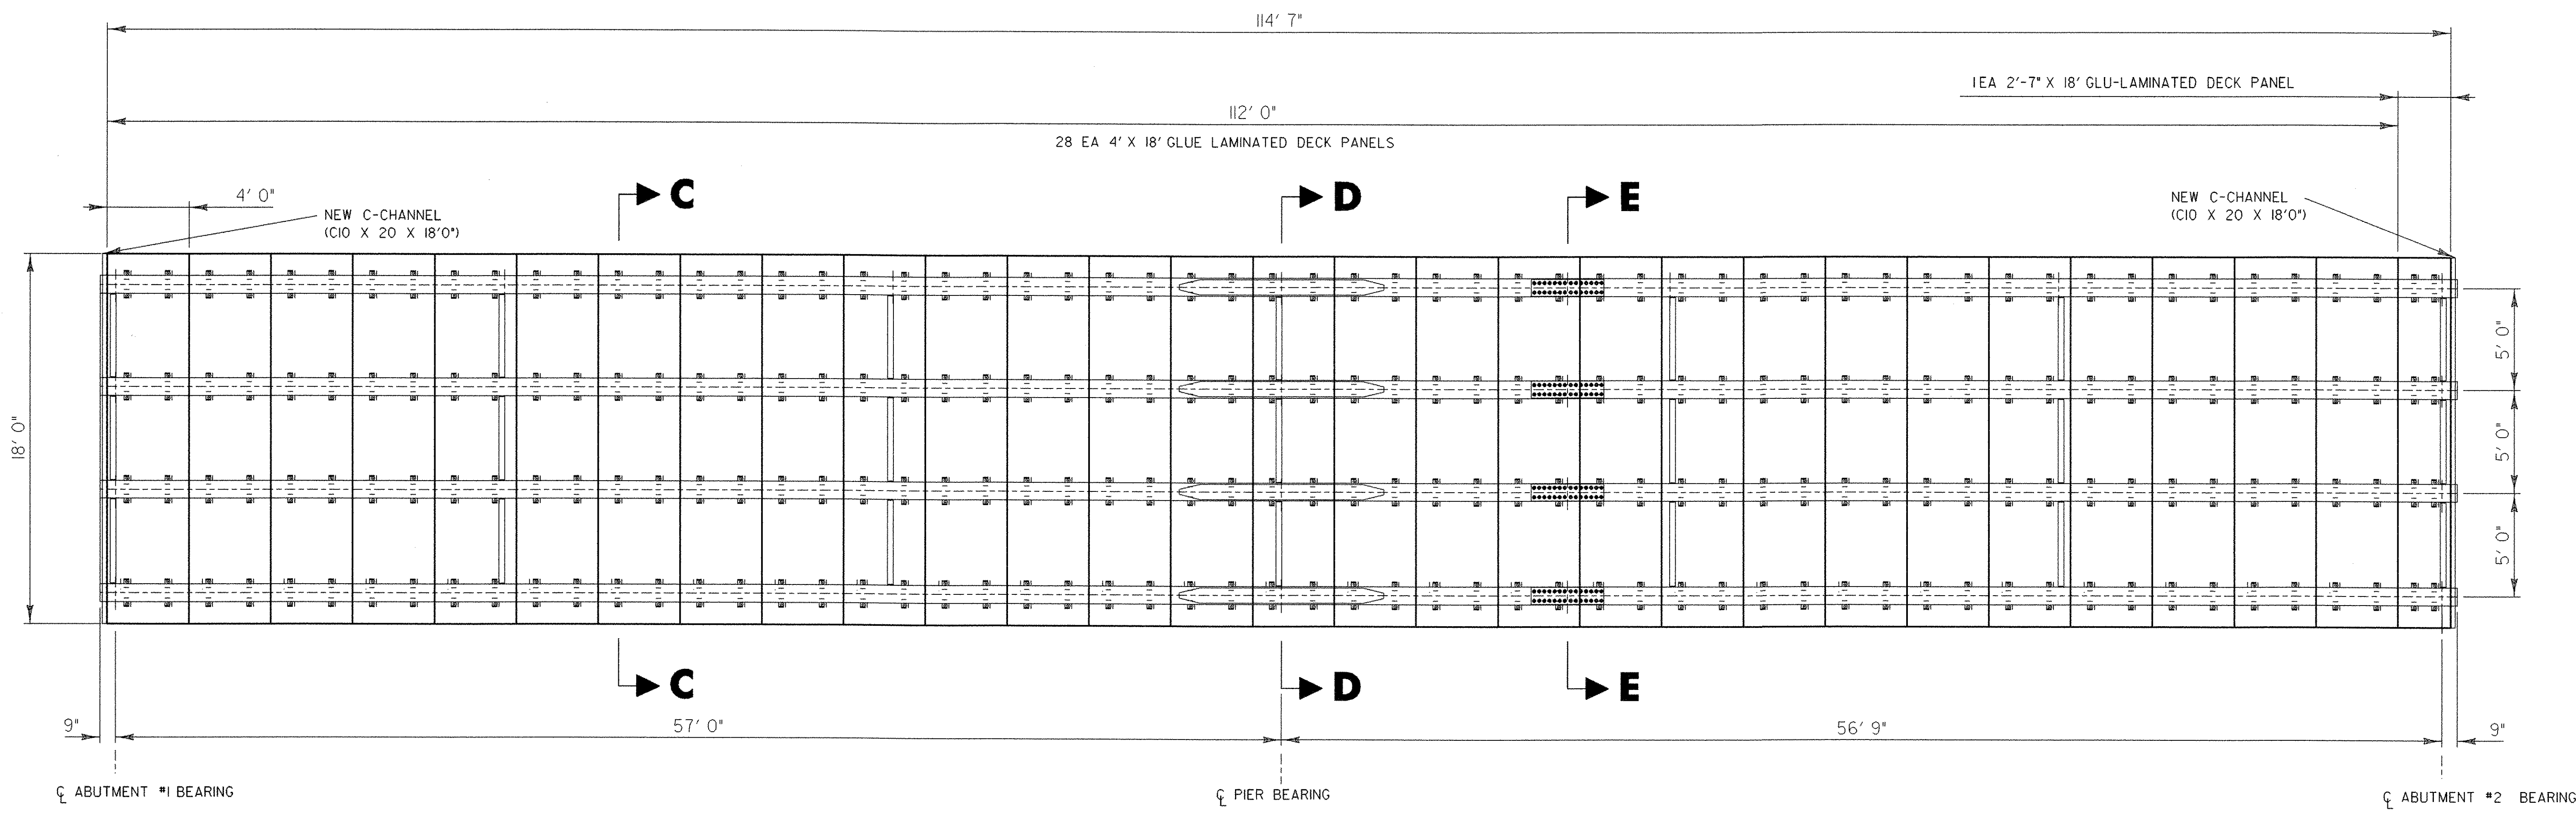 114' 7"
1EA 2'-7" X 18' GLU-LAMINATED DECK PANEL
112' 0"
28 EA 4' X 18' GLUE LAMINATED DECK PANELS
C
D
E
4' 0"
NEW C-CHANNEL
(C10 X 20 X 18'0")
NEW C-CHANNEL
(C10 X 20 X 18'0")
18' 0"
5' 0"
5' 0"
5' 0"
C
D
E
9"
57' 0"
56' 9"
9"
℄ ABUTMENT #1 BEARING
℄ PIER BEARING
℄ ABUTMENT #2 BEARING